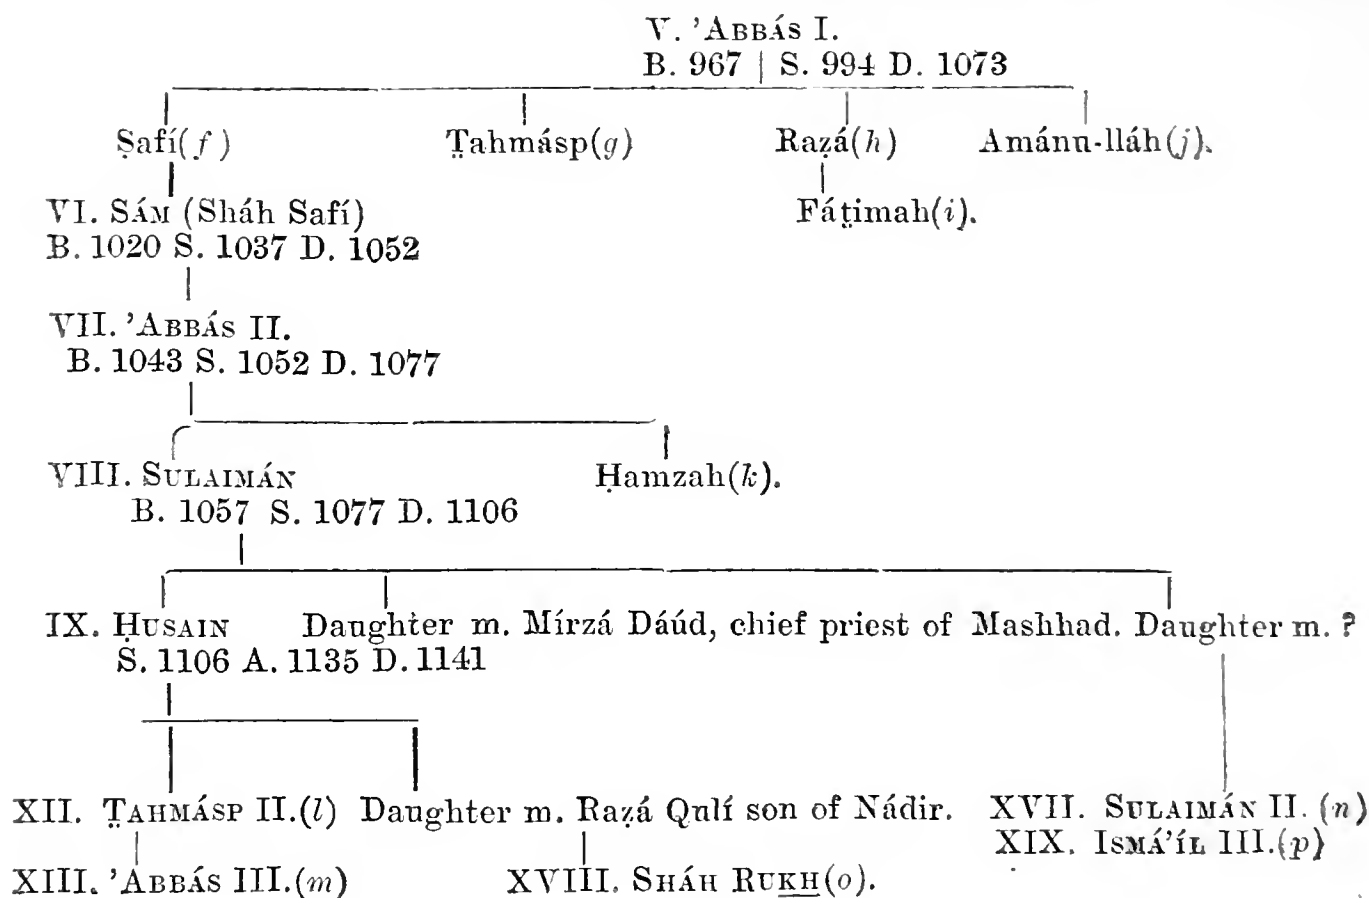 V. ’ABBÁS I.
B. 967 | S. 994 D. 1073
Ṣafí(f) Ṭahmásp(g) Raẓá(h) Amánu-lláh(j).
VI. SÁM (Sháh Safí) Fáṭimah(i).
B. 1020 S. 1037 D. 1052
VII. ’ABBÁS II.
B. 1043 S. 1052 D. 1077
VIII. SULAIMÁN Ḥamzah(k).
B. 1057 S. 1077 D. 1106
IX. ḤUSAIN Daughter m. Mírzá Dáúd, chief priest of Mashhad. Daughter m. ?
S. 1106 A. 1135 D. 1141
XII. ṬAHMÁSP II.(l) Daughter m. Raẓá Qulí son of Nádir. XVII. SULAIMÁN II. (n)
XIX. ISMÁ’ÍL III.(p)
XIII. ’ABBÁS III.(m) XVIII. SHÁH RUKH(o).